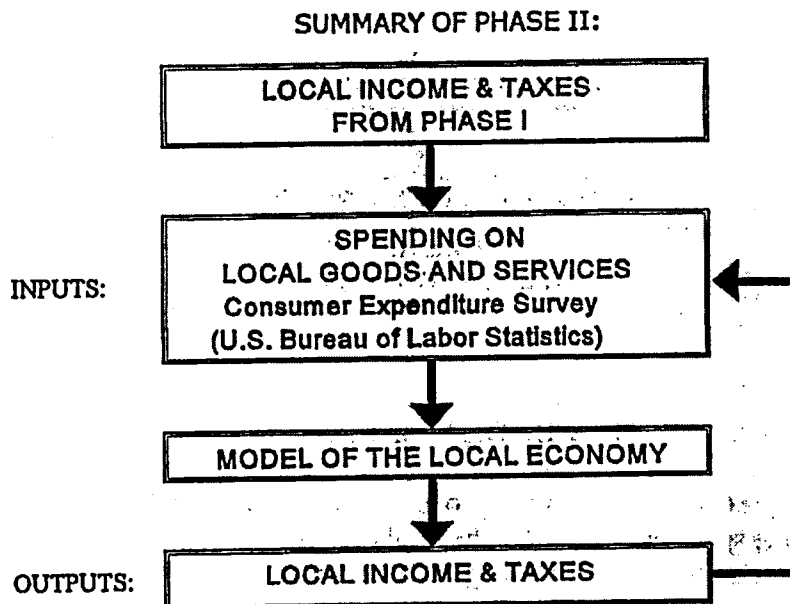 SUMMARY OF PHASE II:
LOCAL INCOME & TAXES
FROM PHASE I
SPENDING ON
LOCAL GOODS AND SERVICES
INPUTS:
Consumer Expenditure Survey
(U.S. Bureau of Labor Statistics)
MODEL OF THE LOCAL ECONOMY
OUTPUTS:
LOCAL INCOME & TAXES